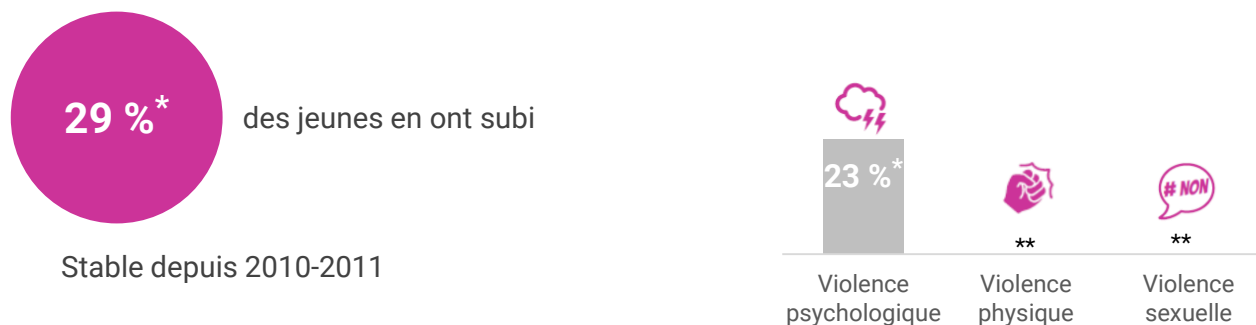 29 %*
des jeunes en ont subi
Stable depuis 2010-2011
23 %*
# NON
**
**
Violence
psychologique
Violence
physique
Violence
sexuelle